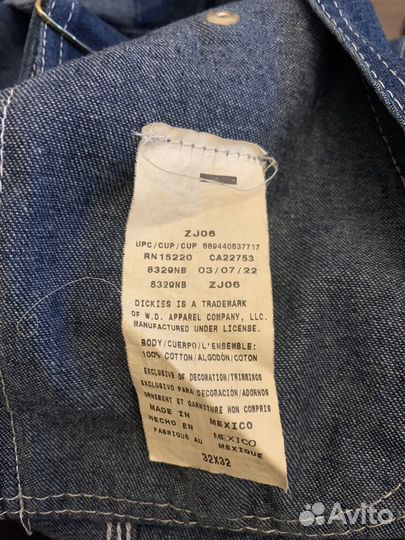 ZJ06
UPC/CUP/CUP 889440837717
RN15220 CA22753
8329NB 03/07/22
8329NB ZJ06
DICKIES IS A TRADEMARK
OF W.D. APPAREL COMPANY, LLC.
MANUFACTURED UNDER LICENSE.
BODY/CUERPO/L'ENSEMBLE:
100% COTTON/ALGODÓN/COTON
EXCLUSIVE OF DECORATION/TRIMMINGS
EXCLUSIVO PARA DECORACIÓN/ADORNOS
ORNEMENT ET GARNITURE NON COMPRIS
MADE IN MEXICO
HECHO EN MEXICO
FABRIQUÉ AU MEXIQUE
32X32
Avito